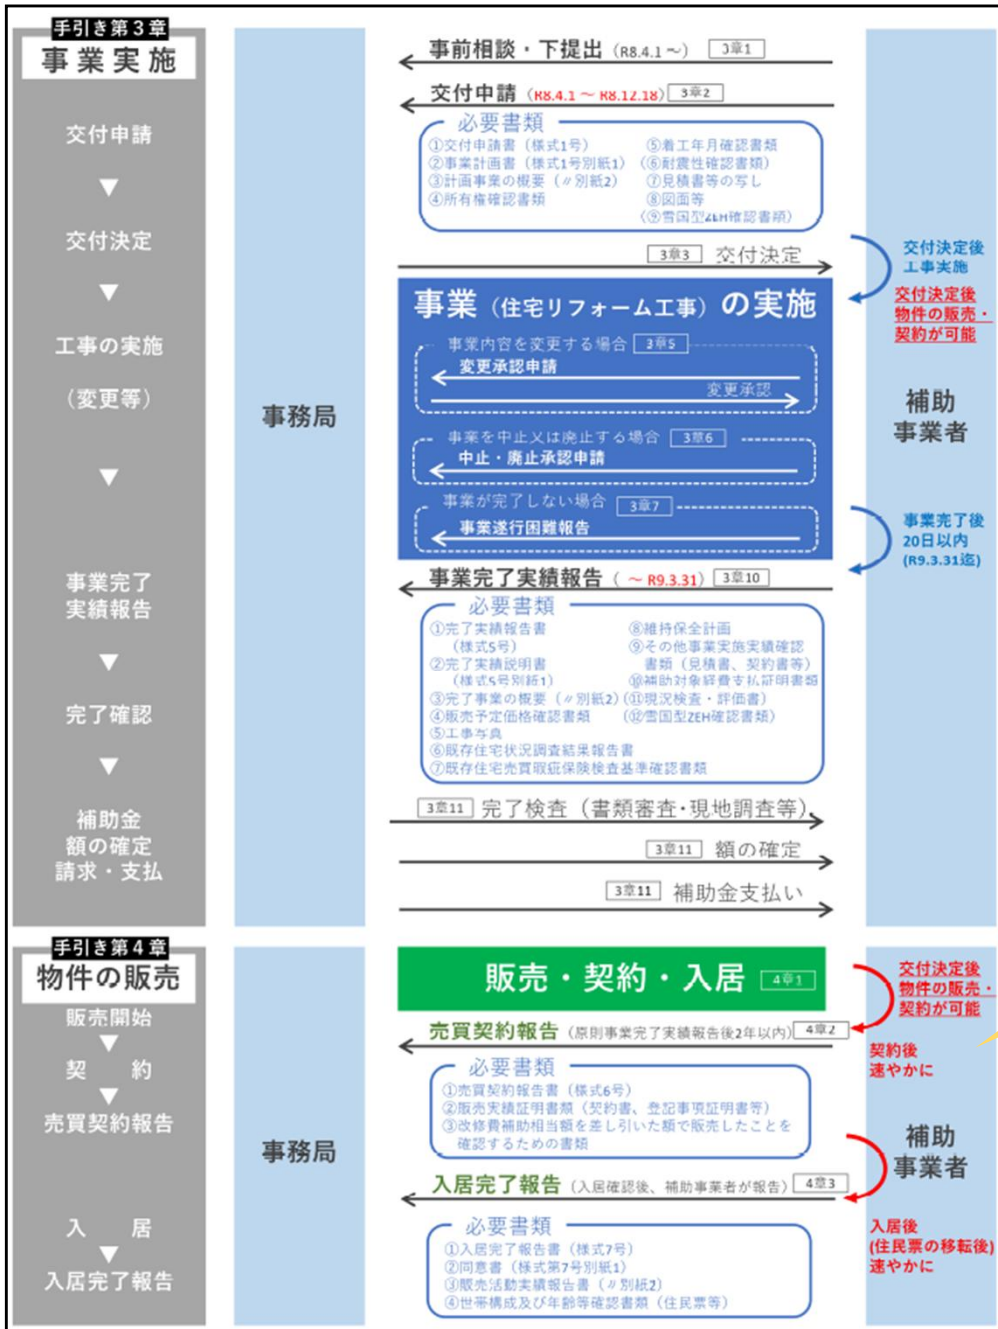 手引き第3章
事業実施
交付申請
▼
交付決定
▼
工事の実施
(変更等)
▼
事業完了
実績報告
▼
完了確認
▼
補助金
額の確定
請求・支払
事務局
事前相談・下提出 (R8.4.1 ~) 3章1
交付申請 (R8.4.1 ~ R8.12.18) 3章2
必要書類
①交付申請書 (様式1号)
②事業計画書 (様式1号別紙1)
③計画事業の概要 (〃別紙2)
④所有権確認書類
⑤着工年月確認書類
(⑥耐震性確認書類)
⑦見積書等の写し
⑧図面等
(⑨雪国型ZEH確認書類)
3章3 交付決定
交付決定後
工事実施
交付決定後
物件の販売・
契約が可能
事業 (住宅リフォーム工事) の実施
事業内容を変更する場合 3章5
変更承認申請
変更承認
事業を中止又は廃止する場合 3章6
中止・廃止承認申請
事業が完了しない場合 3章7
事業遂行困難報告
補助
事業者
事業完了後
20日以内
(R9.3.31迄)
事業完了実績報告 ( ~ R9.3.31) 3章10
必要書類
①完了実績報告書
(様式5号)
②完了実績説明書
(様式5号別紙1)
③完了事業の概要 (〃別紙2)
④販売予定価格確認書類
⑤工事写真
⑥既存住宅状況調査結果報告書
⑦既存住宅売買瑕疵保険検査基準確認書類
⑧維持保全計画
⑨その他事業実施実績確認
書類 (見積書、契約書等)
⑩補助対象経費支払証明書類
(⑪現況検査・評価書)
(⑫雪国型ZEH確認書類)
3章11 完了検査 (書類審査・現地調査等)
3章11 額の確定
3章11 補助金支払い
手引き第4章
物件の販売
販売開始
▼
契 約
▼
売買契約報告
入 居
▼
入居完了報告
事務局
販売・契約・入居 4章1
交付決定後
物件の販売・
契約が可能
売買契約報告 (原則事業完了実績報告後2年以内) 4章2
契約後
速やかに
必要書類
①売買契約報告書 (様式6号)
②販売実績証明書類 (契約書、登記事項証明書等)
③改修費補助相当額を差し引いた額で販売したことを
確認するための書類
補助
事業者
入居完了報告 (入居確認後、補助事業者が報告) 4章3
入居後
(住民票の移転後)
速やかに
必要書類
①入居完了報告書 (様式7号)
②同意書 (様式第7号別紙1)
③販売活動実績報告書 (〃別紙2)
④世帯構成及び年齢等確認書類 (住民票等)